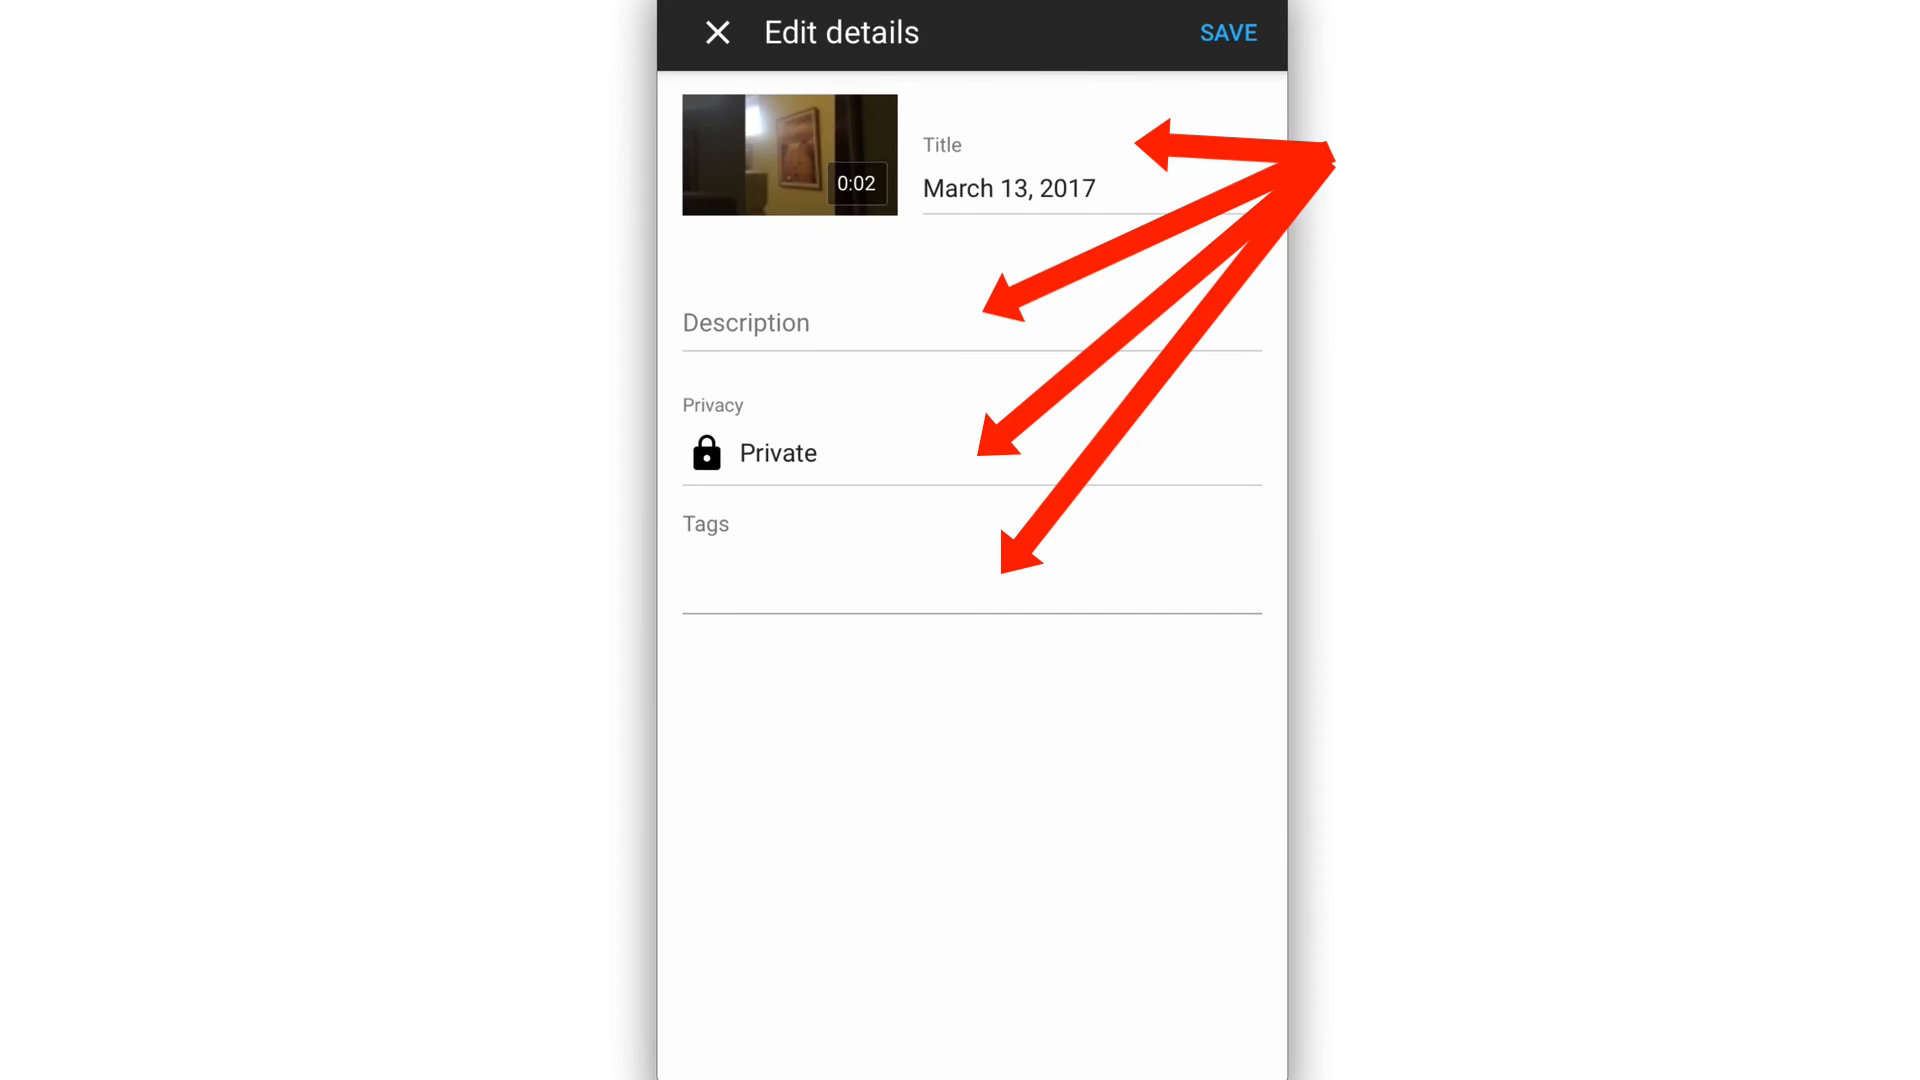 Edit details
SAVE
0:02
Title
March 13, 2017
Description
Privacy
Private
Tags